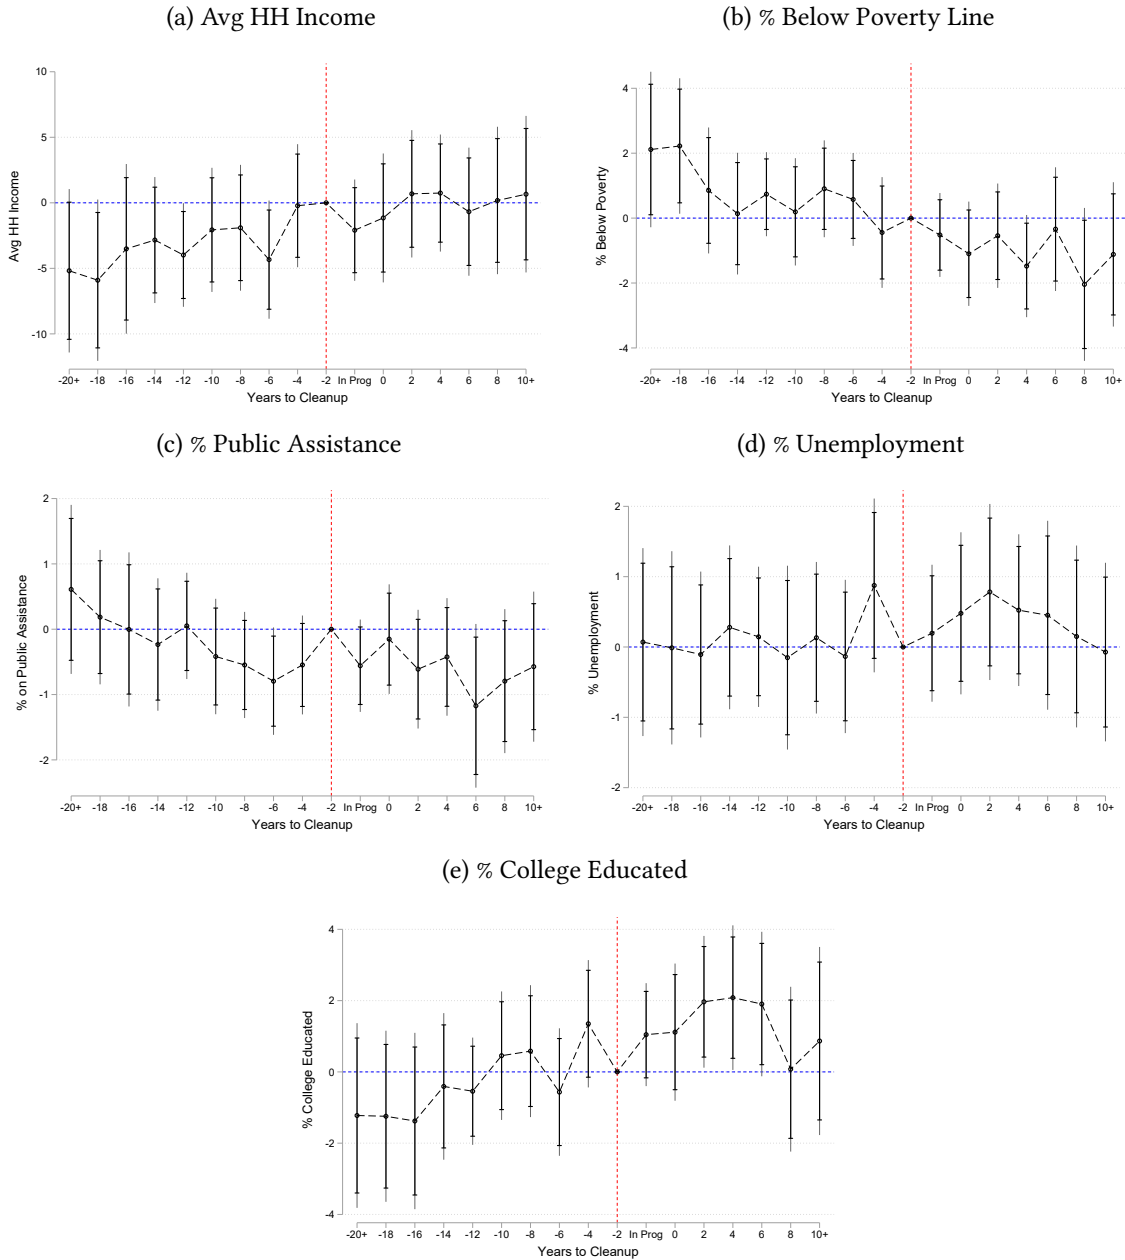 (a) Avg HH Income
(b) % Below Poverty Line
10
5
0
-5
-10
Avg HH Income
-20+ -18 -16 -14 -12 -10 -8 -6 -4 -2 In Prog 0 2 4 6 8 10+
Years to Cleanup
4
2
0
-2
-4
% Below Poverty
-20+ -18 -16 -14 -12 -10 -8 -6 -4 -2 In Prog 0 2 4 6 8 10+
Years to Cleanup
(c) % Public Assistance
(d) % Unemployment
2
1
0
-1
-2
% on Public Assistance
-20+ -18 -16 -14 -12 -10 -8 -6 -4 -2 In Prog 0 2 4 6 8 10+
Years to Cleanup
2
1
0
-1
-2
% Unemployment
-20+ -18 -16 -14 -12 -10 -8 -6 -4 -2 In Prog 0 2 4 6 8 10+
Years to Cleanup
(e) % College Educated
4
2
0
-2
-4
% College Educated
-20+ -18 -16 -14 -12 -10 -8 -6 -4 -2 In Prog 0 2 4 6 8 10+
Years to Cleanup